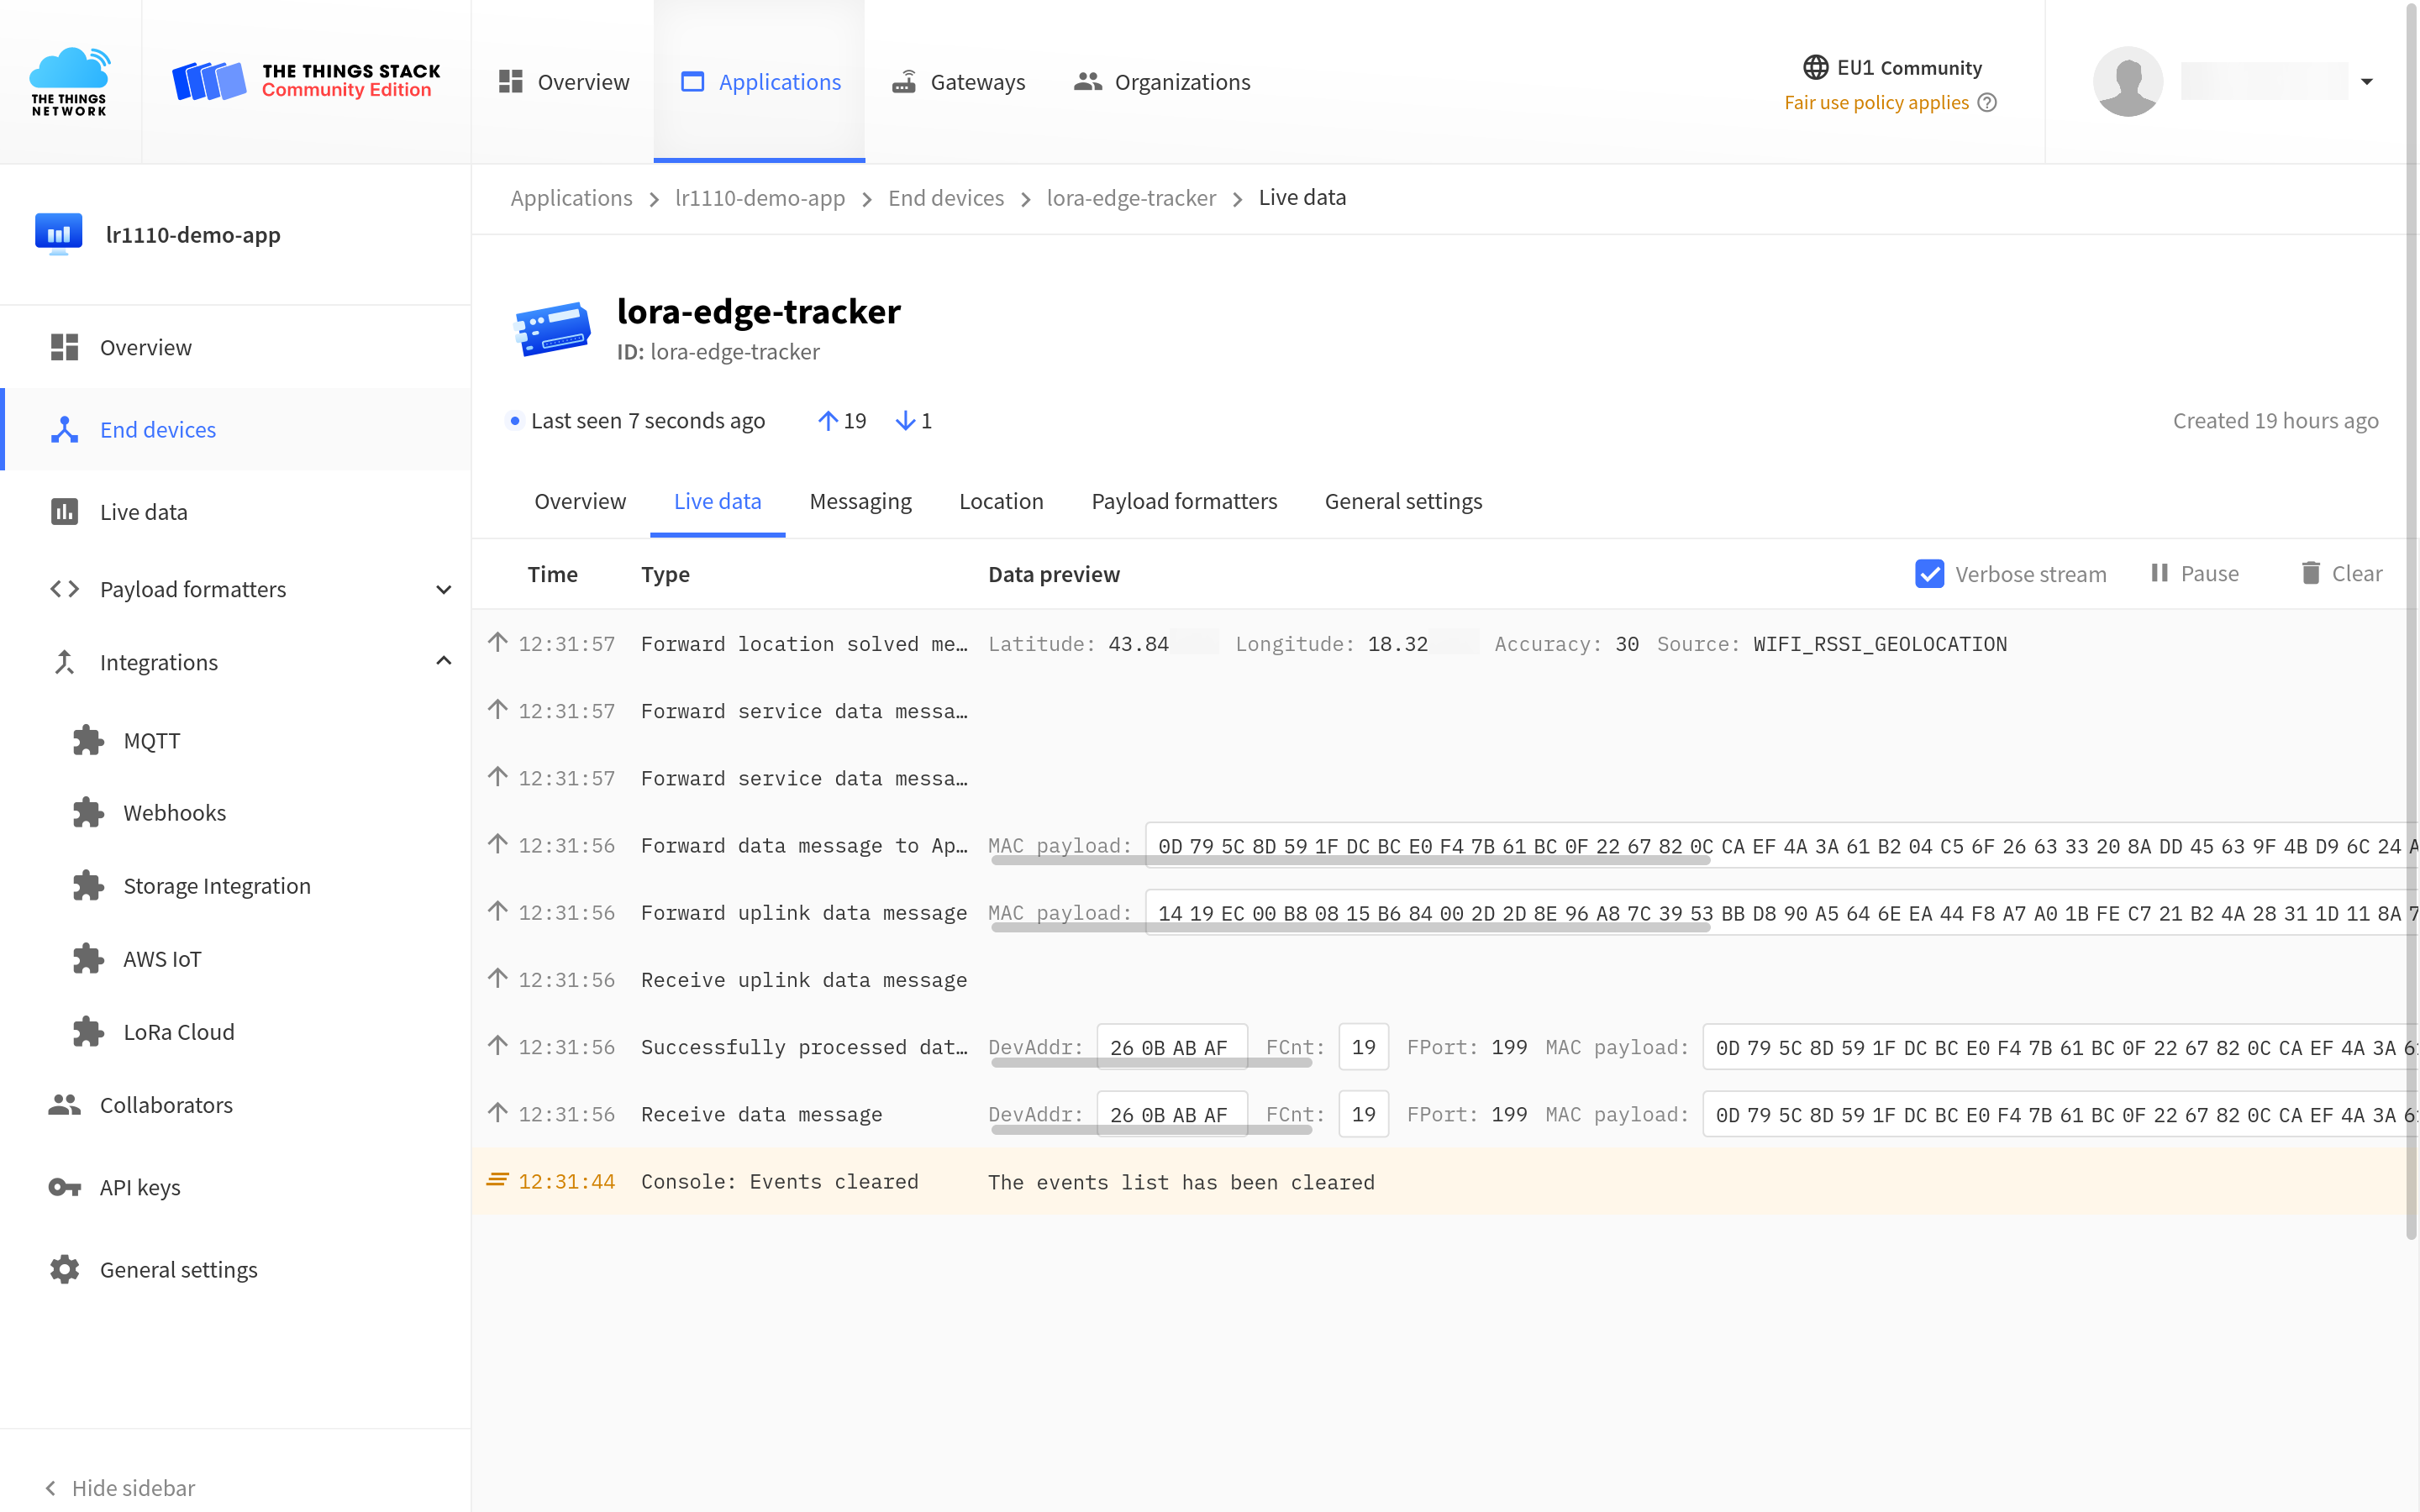 THE THINGS
NETWORK
THE THINGS STACK
Community Edition
Overview
Applications
Gateways
Organizations
EU1 Community
Fair use policy applies
lr1110-demo-app
Overview
End devices
Live data
Payload formatters
Integrations
MQTT
Webhooks
Storage Integration
AWS IoT
LoRa Cloud
Collaborators
API keys
General settings
Hide sidebar
Applications > lr1110-demo-app > End devices > lora-edge-tracker > Live data
lora-edge-tracker
ID: lora-edge-tracker
Last seen 7 seconds ago ↑ 19 ↓ 1 Created 19 hours ago
Overview Live data Messaging Location Payload formatters General settings
Time Type Data preview Verbose stream Pause Clear
12:31:57 Forward location solved me… Latitude: 43.84 Longitude: 18.32 Accuracy: 30 Source: WIFI_RSSI_GEOLOCATION
12:31:57 Forward service data messa…
12:31:57 Forward service data messa…
12:31:56 Forward data message to Ap… MAC payload: 0D 79 5C 8D 59 1F DC BC E0 F4 7B 61 BC 0F 22 67 82 0C CA EF 4A 3A 61 B2 04 C5 6F 26 63 33 20 8A DD 45 63 9F 4B D9 6C 24
12:31:56 Forward uplink data message MAC payload: 14 19 EC 00 B8 08 15 B6 84 00 2D 2D 8E 96 A8 7C 39 53 BB D8 90 A5 64 6E EA 44 F8 A7 A0 1B FE C7 21 B2 4A 28 31 1D 11 8A
12:31:56 Receive uplink data message
12:31:56 Successfully processed dat… DevAddr: 26 0B AB AF FCnt: 19 FPort: 199 MAC payload: 0D 79 5C 8D 59 1F DC BC E0 F4 7B 61 BC 0F 22 67 82 0C CA EF 4A 3A
12:31:56 Receive data message DevAddr: 26 0B AB AF FCnt: 19 FPort: 199 MAC payload: 0D 79 5C 8D 59 1F DC BC E0 F4 7B 61 BC 0F 22 67 82 0C CA EF 4A 3A
12:31:44 Console: Events cleared The events list has been cleared